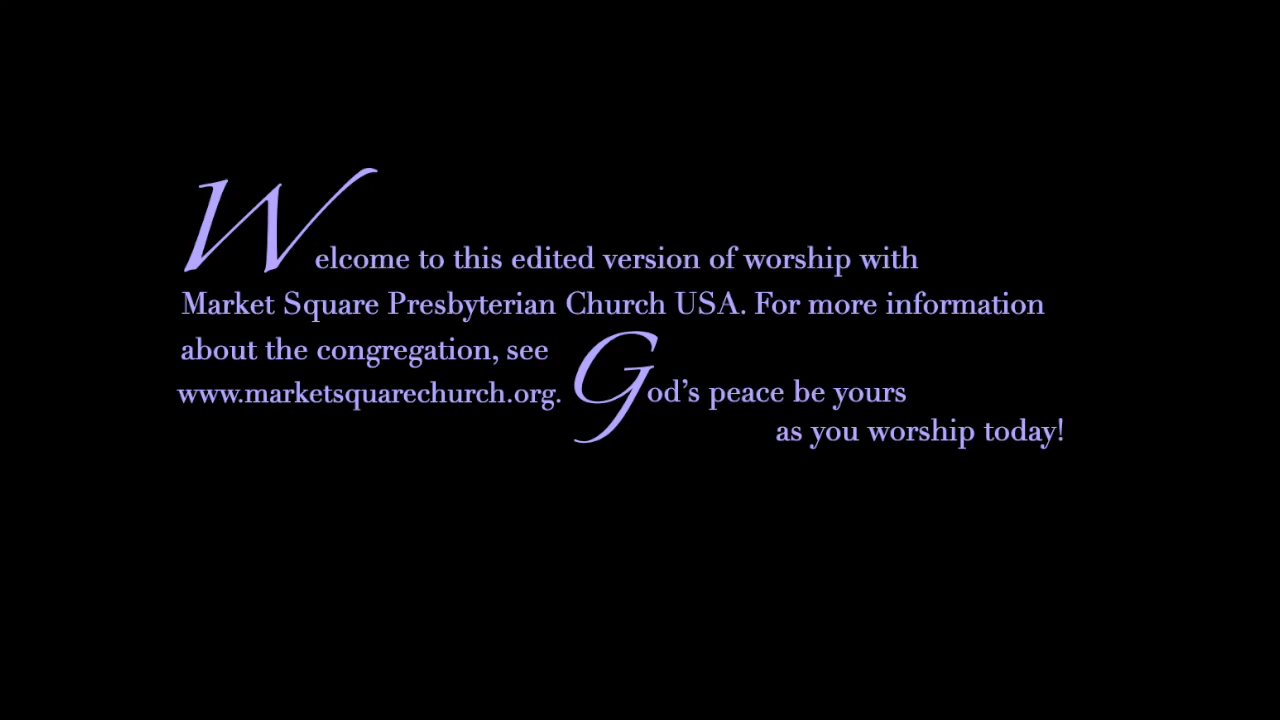 Welcome to this edited version of worship with
Market Square Presbyterian Church USA. For more information
about the congregation, see
www.marketsquarechurch.org. God’s peace be yours
as you worship today!